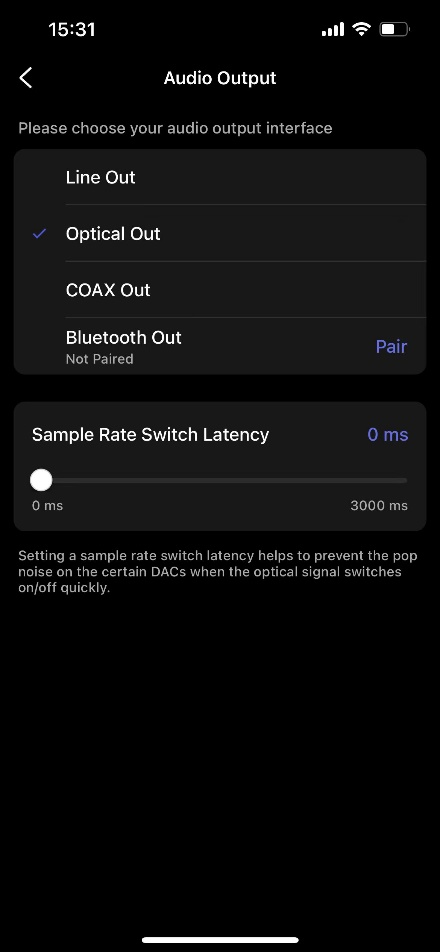 15:31
Audio Output
Please choose your audio output interface
Line Out
Optical Out
COAX Out
Bluetooth Out
Not Paired
Pair
Sample Rate Switch Latency
0 ms
0 ms
3000 ms
Setting a sample rate switch latency helps to prevent the pop
noise on the certain DACs when the optical signal switches
on/off quickly.